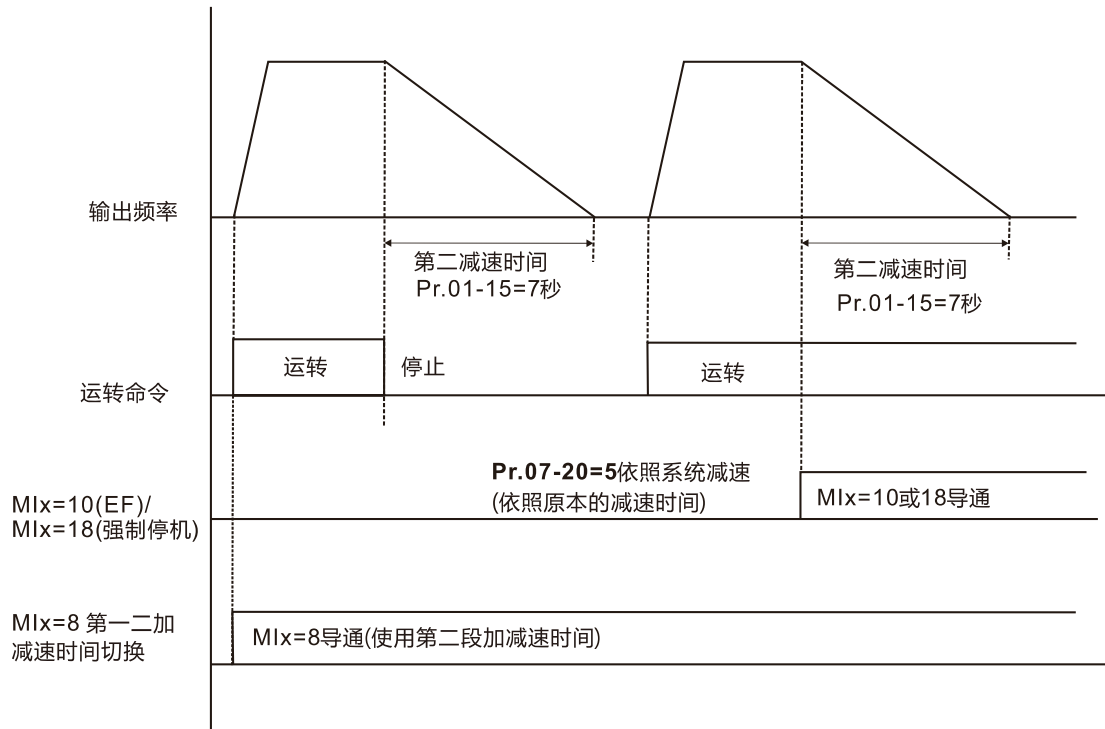 输出频率
第二减速时间
Pr.01-15=7秒
第二减速时间
Pr.01-15=7秒
运转命令
运转
停止
运转
Pr.07-20=5依照系统减速
(依照原本的减速时间)
MIx=10(EF)/
MIx=18(强制停机)
MIx=10或18导通
MIx=8 第一二加
减速时间切换
MIx=8导通(使用第二段加减速时间)